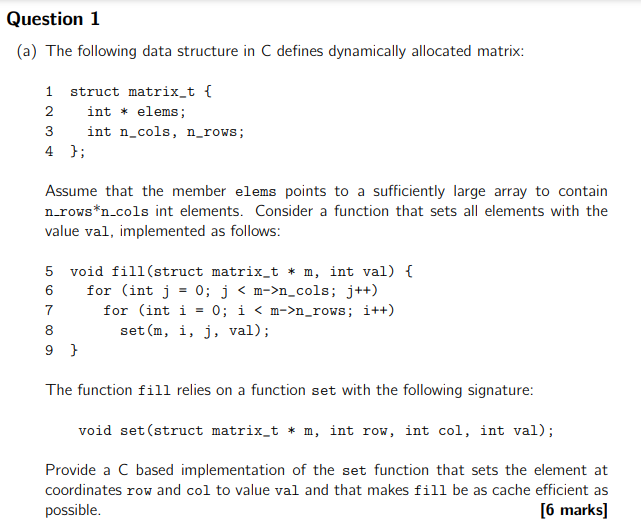 Question 1
(a) The following data structure in C defines dynamically allocated matrix:
1 struct matrix_t {
2   int * elems;
3   int n_cols, n_rows;
4 };
Assume that the member elems points to a sufficiently large array to contain
n_rows*n_cols int elements. Consider a function that sets all elements with the
value val, implemented as follows:
5 void fill(struct matrix_t * m, int val) {
6   for (int j = 0; j < m->n_cols; j++)
7     for (int i = 0; i < m->n_rows; i++)
8       set(m, i, j, val);
9 }
The function fill relies on a function set with the following signature:
void set(struct matrix_t * m, int row, int col, int val);
Provide a C based implementation of the set function that sets the element at
coordinates row and col to value val and that makes fill be as cache efficient as
possible. [6 marks]